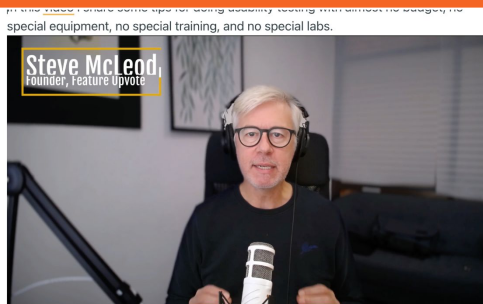 in this video I share some tips for doing usability testing with almost no budget, no
special equipment, no special training, and no special labs.
Steve McLeod,
Founder, Feature Upvote